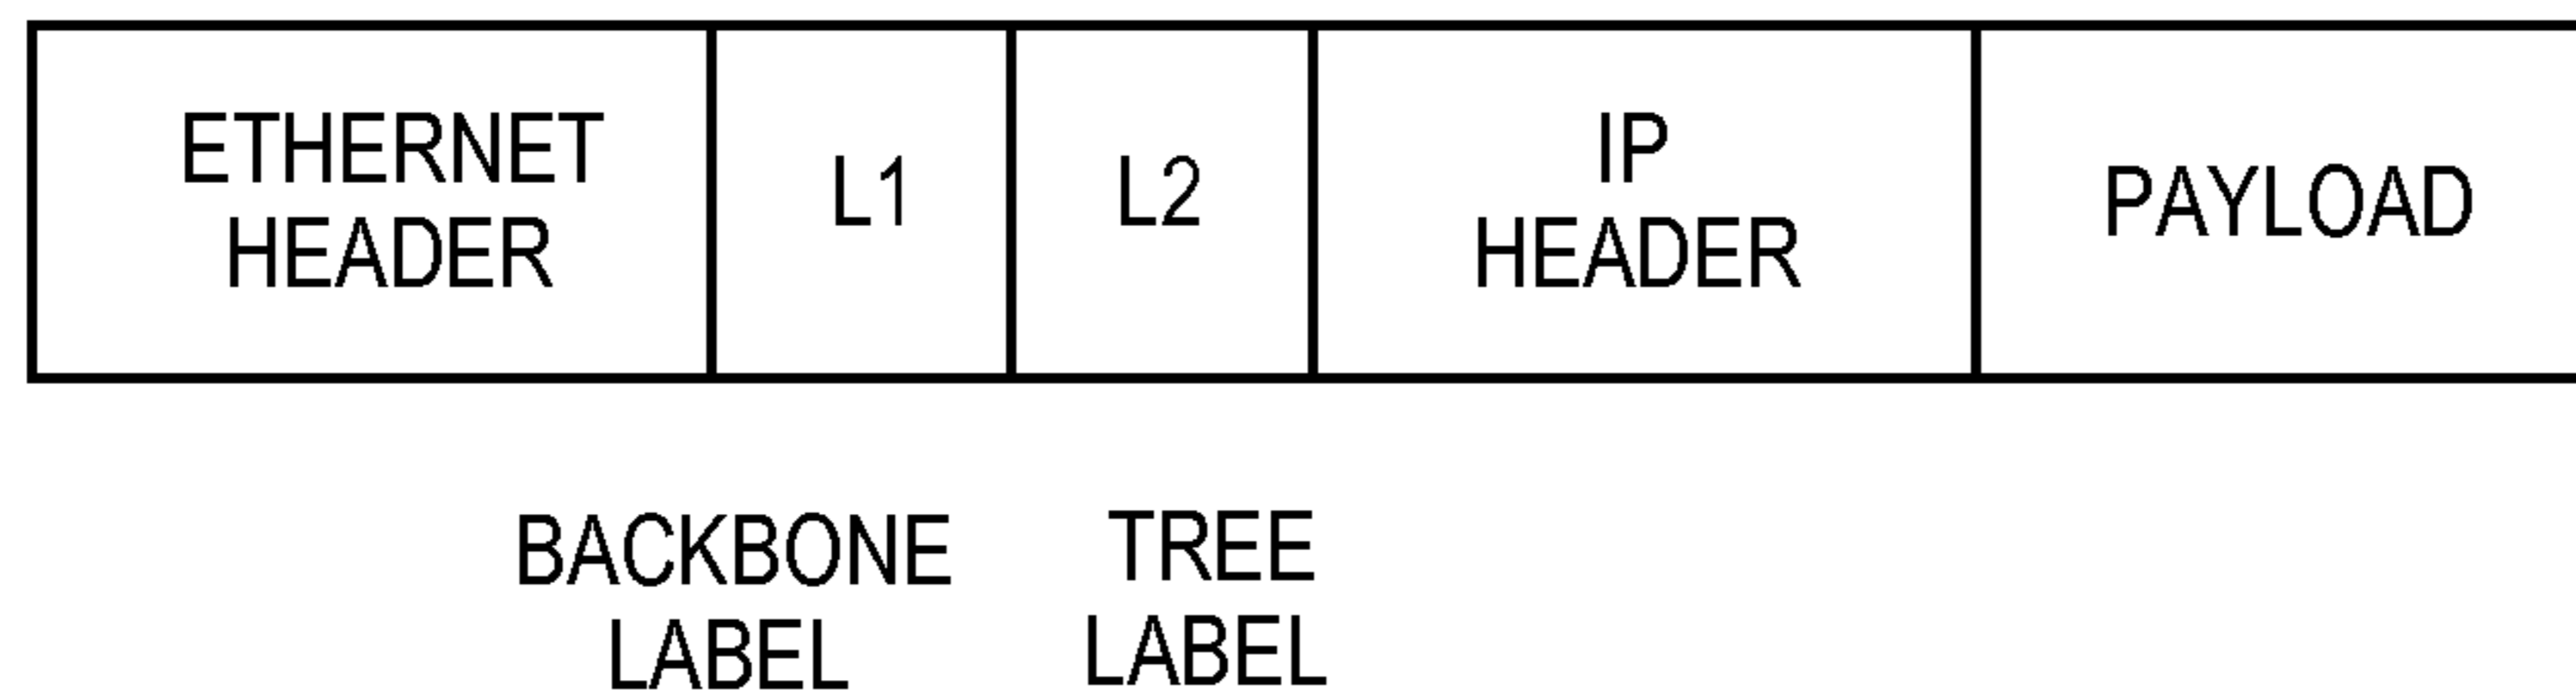 ETHERNET
HEADER
L1
L2
IP
HEADER
PAYLOAD
BACKBONE
LABEL
TREE
LABEL